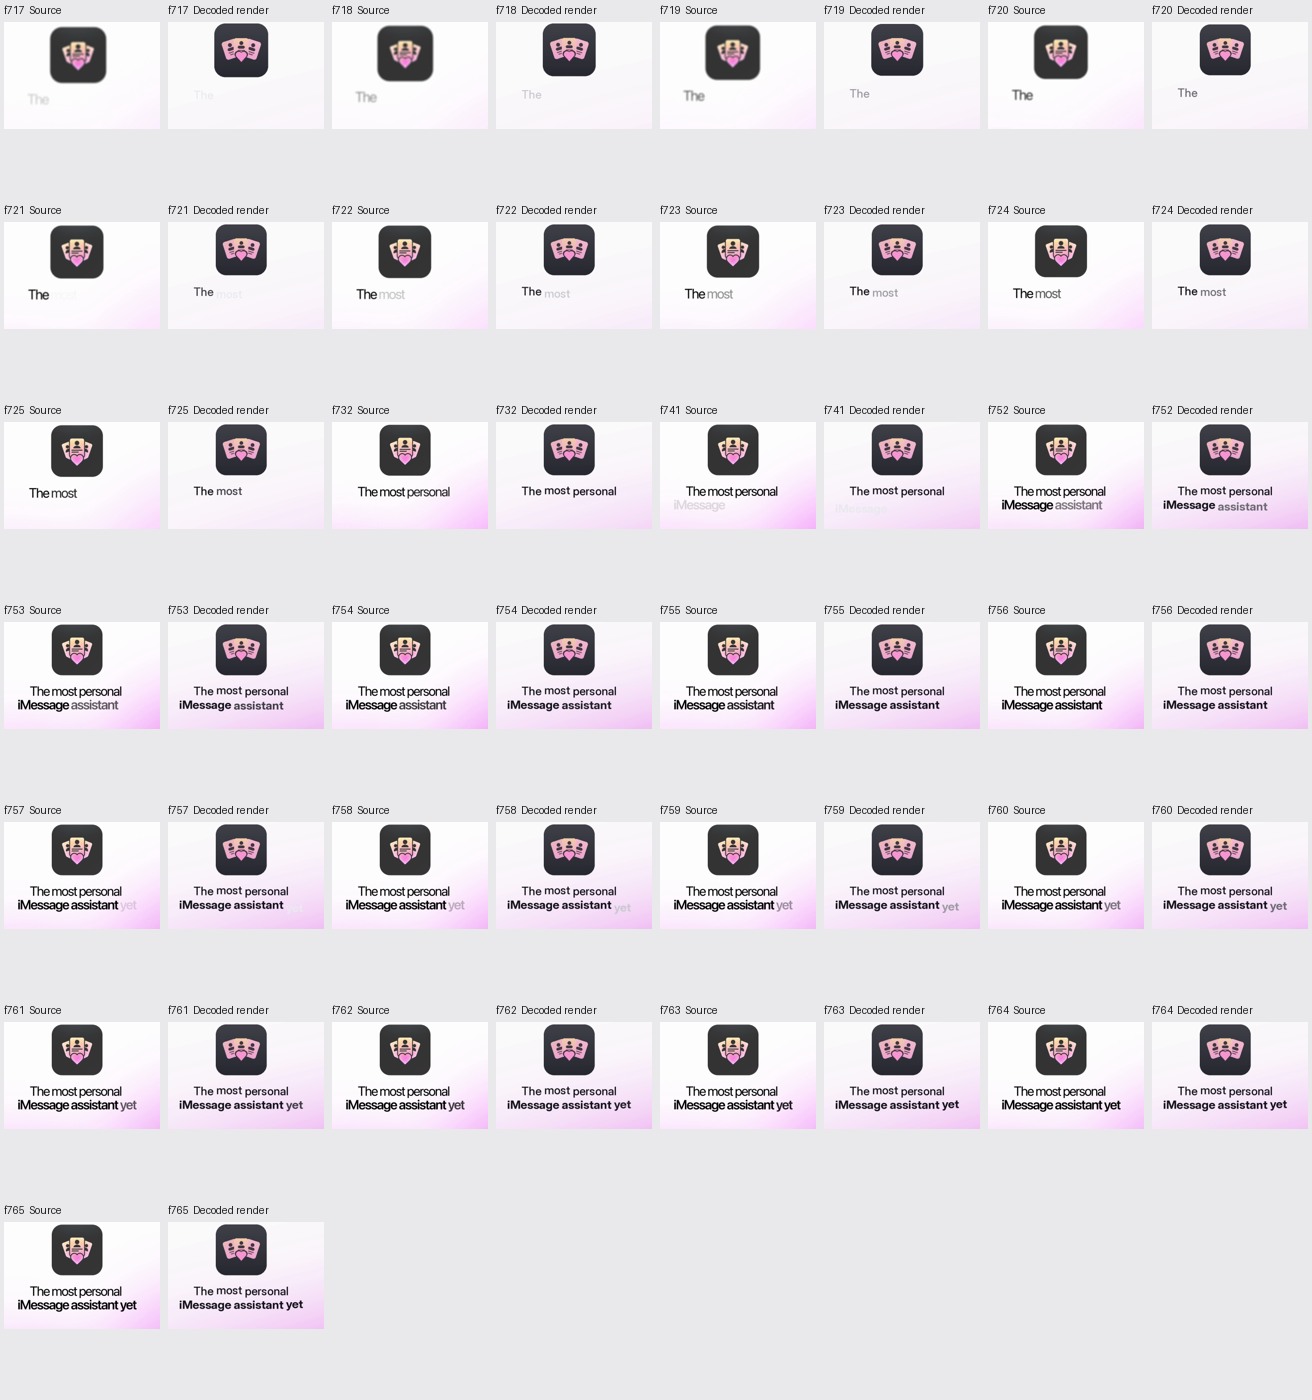 f717 Source f717 Decoded render f718 Source f718 Decoded render f719 Source f719 Decoded render f720 Source f720 Decoded render
The The The The The The The The
f721 Source f721 Decoded render f722 Source f722 Decoded render f723 Source f723 Decoded render f724 Source f724 Decoded render
The most The most The most The most The most The most The most The most
f725 Source f725 Decoded render f732 Source f732 Decoded render f741 Source f741 Decoded render f752 Source f752 Decoded render
The most The most The most personal The most personal The most personal The most personal The most personal The most personal
iMessage iMessage iMessage assistant iMessage assistant
f753 Source f753 Decoded render f754 Source f754 Decoded render f755 Source f755 Decoded render f756 Source f756 Decoded render
The most personal The most personal The most personal The most personal The most personal The most personal The most personal The most personal
iMessage assistant iMessage assistant iMessage assistant iMessage assistant iMessage assistant iMessage assistant iMessage assistant iMessage assistant
f757 Source f757 Decoded render f758 Source f758 Decoded render f759 Source f759 Decoded render f760 Source f760 Decoded render
The most personal The most personal The most personal The most personal The most personal The most personal The most personal The most personal
iMessage assistant yet iMessage assistant yet iMessage assistant yet iMessage assistant yet iMessage assistant yet iMessage assistant yet iMessage assistant yet iMessage assistant yet
f761 Source f761 Decoded render f762 Source f762 Decoded render f763 Source f763 Decoded render f764 Source f764 Decoded render
The most personal The most personal The most personal The most personal The most personal The most personal The most personal The most personal
iMessage assistant yet iMessage assistant yet iMessage assistant yet iMessage assistant yet iMessage assistant yet iMessage assistant yet iMessage assistant yet iMessage assistant yet
f765 Source f765 Decoded render
The most personal The most personal
iMessage assistant yet iMessage assistant yet